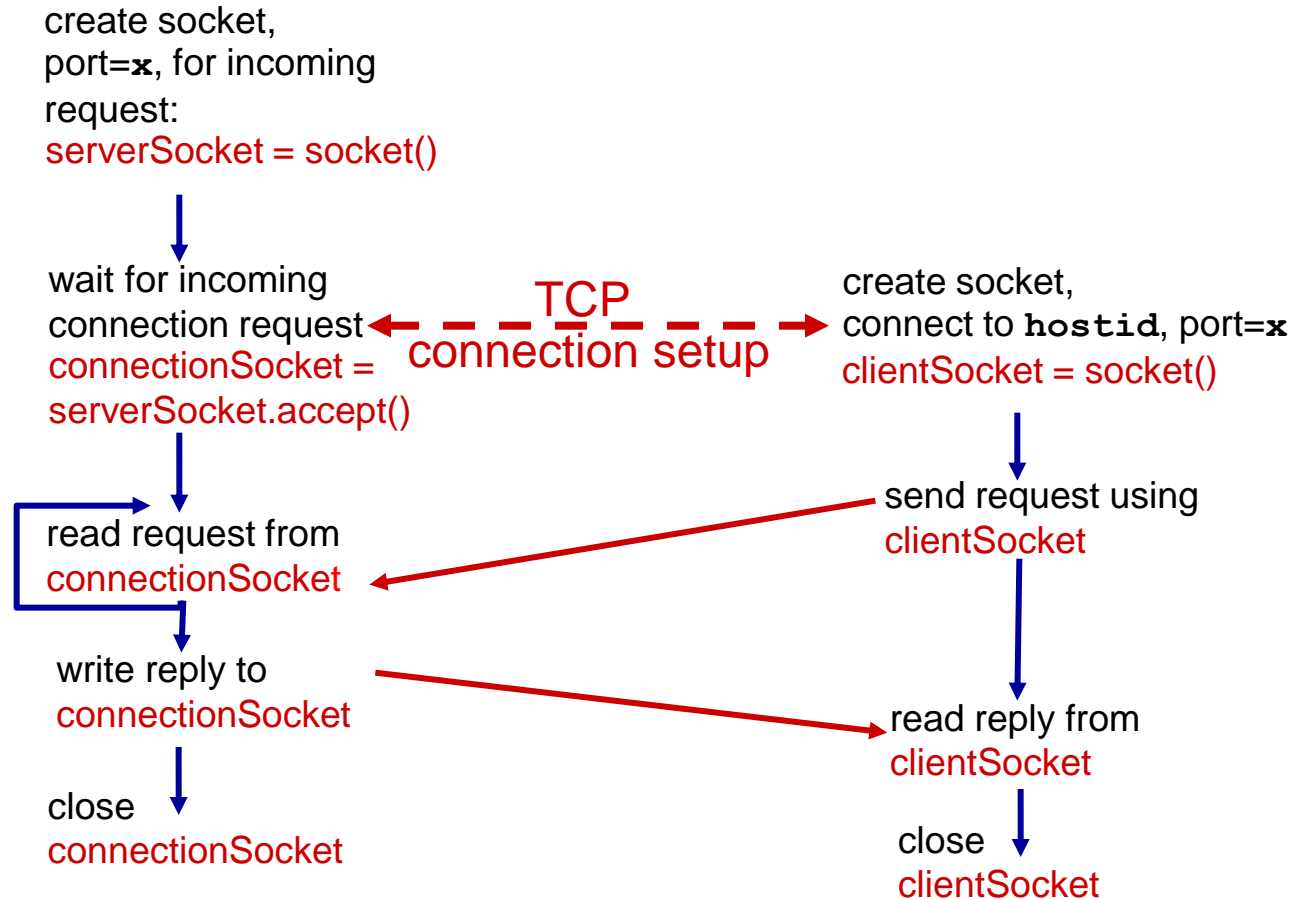 create socket,
port=x, for incoming
request:
serverSocket = socket()
wait for incoming
connection request
connectionSocket =
serverSocket.accept()
TCP
connection setup
create socket,
connect to hostid, port=x
clientSocket = socket()
send request using
clientSocket
read request from
connectionSocket
write reply to
connectionSocket
read reply from
clientSocket
close
connectionSocket
close
clientSocket